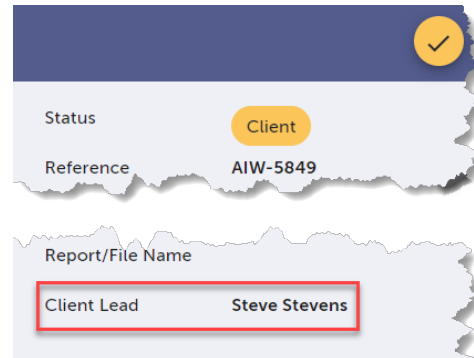 Status Client
Reference AIW-5849
Report/File Name
Client Lead Steve Stevens